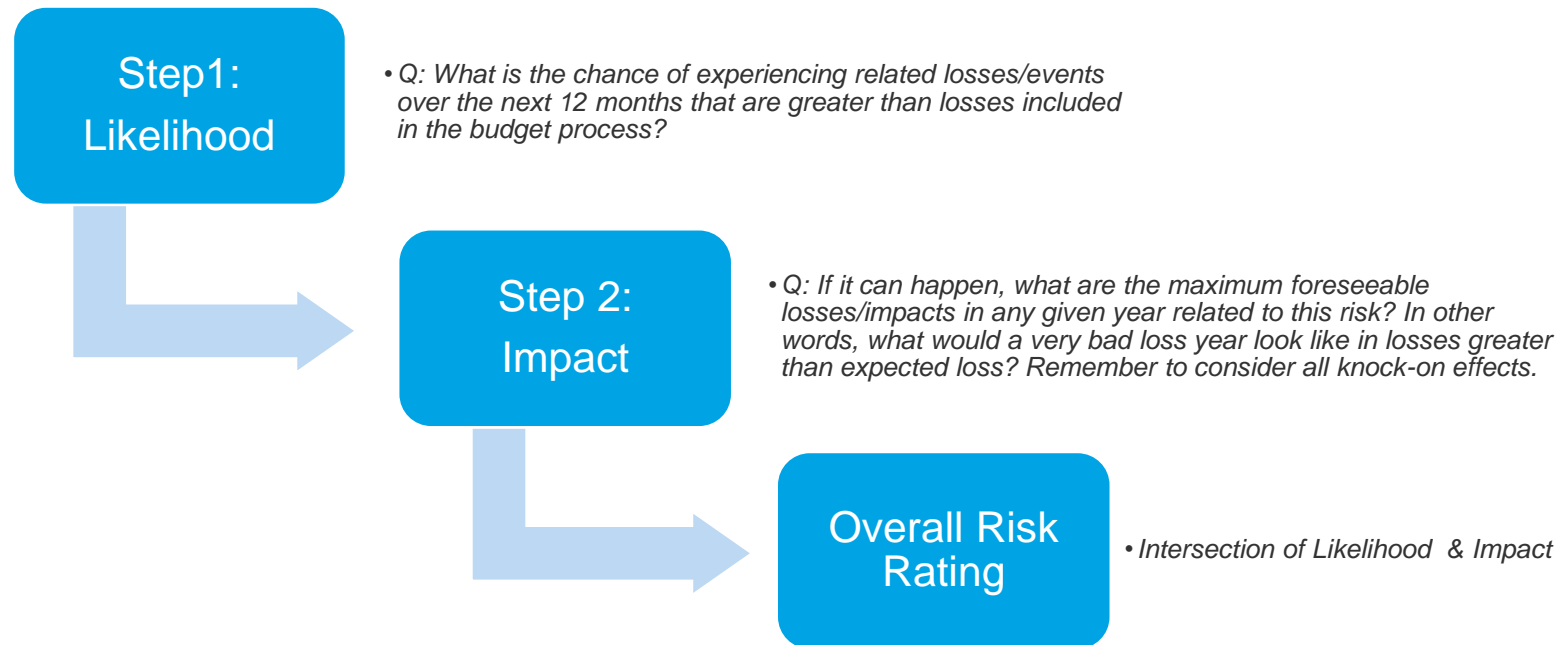 Step1:
Likelihood
• Q: What is the chance of experiencing related losses/events
over the next 12 months that are greater than losses included
in the budget process?
Step 2:
Impact
• Q: If it can happen, what are the maximum foreseeable
losses/impacts in any given year related to this risk? In other
words, what would a very bad loss year look like in losses greater
than expected loss? Remember to consider all knock-on effects.
Overall Risk
Rating
• Intersection of Likelihood & Impact